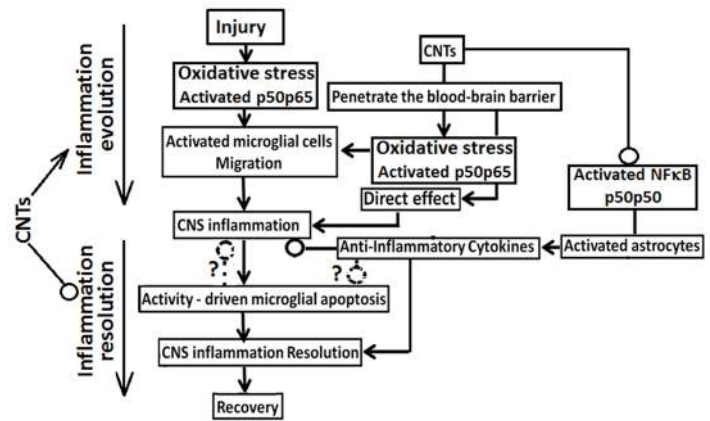 Injury
CNTs
Oxidative stress
Activated p50p65
Penetrate the blood-brain barrier
Activated microglial cells
Migration
Oxidative stress
Activated p50p65
Activated NFκB
p50p50
Direct effect
CNS inflammation
Anti-Inflammatory Cytokines
Activated astrocytes
?
?
Activity - driven microglial apoptosis
CNS inflammation Resolution
Recovery
Inflammation
evolution
CNTs
Inflammation
resolution